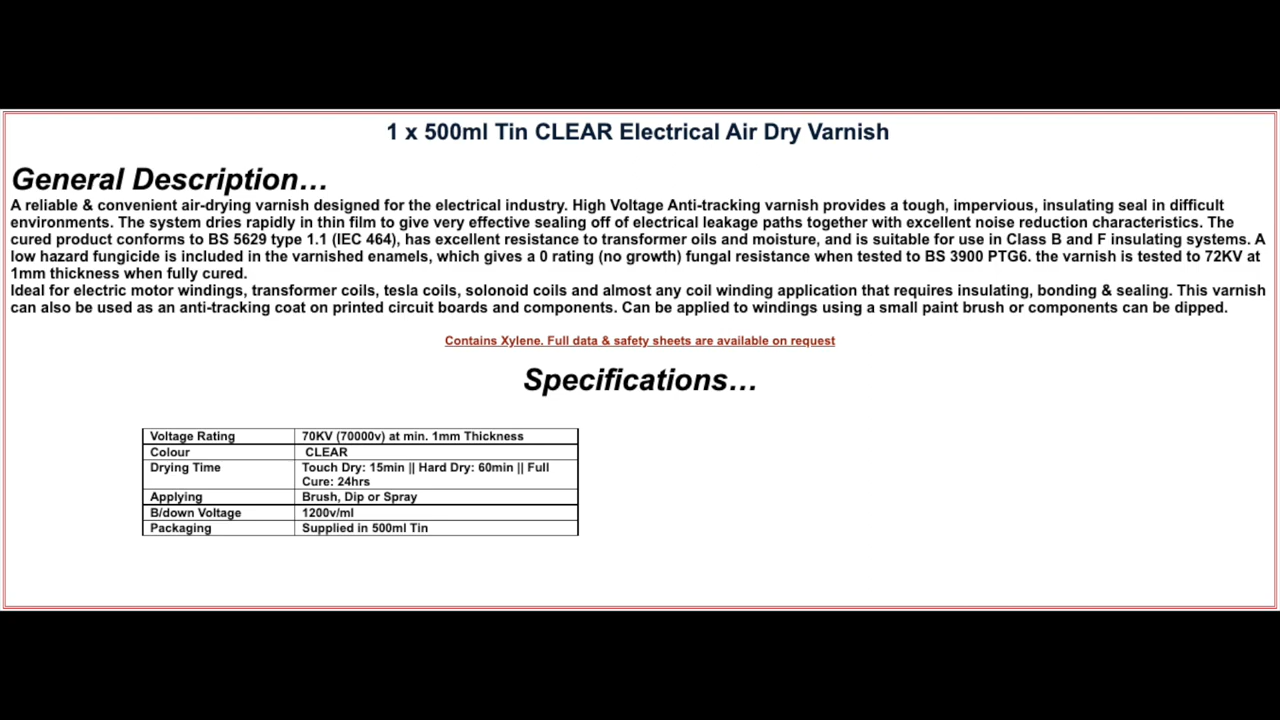 1 x 500ml Tin CLEAR Electrical Air Dry Varnish
General Description…
A reliable & convenient air-drying varnish designed for the electrical industry. High Voltage Anti-tracking varnish provides a tough, impervious, insulating seal in difficult
environments. The system dries rapidly in thin film to give very effective sealing off of electrical leakage paths together with excellent noise reduction characteristics. The
cured product conforms to BS 5629 type 1.1 (IEC 464), has excellent resistance to transformer oils and moisture, and is suitable for use in Class B and F insulating systems. A
low hazard fungicide is included in the varnished enamels, which gives a 0 rating (no growth) fungal resistance when tested to BS 3900 PTG6. the varnish is tested to 72KV at
1mm thickness when fully cured.
Ideal for electric motor windings, transformer coils, tesla coils, solonoid coils and almost any coil winding application that requires insulating, bonding & sealing. This varnish
can also be used as an anti-tracking coat on printed circuit boards and components. Can be applied to windings using a small paint brush or components can be dipped.
Contains Xylene. Full data & safety sheets are available on request
Specifications…
Voltage Rating 70KV (70000v) at min. 1mm Thickness
Colour CLEAR
Drying Time Touch Dry: 15min || Hard Dry: 60min || Full
Cure: 24hrs
Applying Brush, Dip or Spray
B/down Voltage 1200v/ml
Packaging Supplied in 500ml Tin